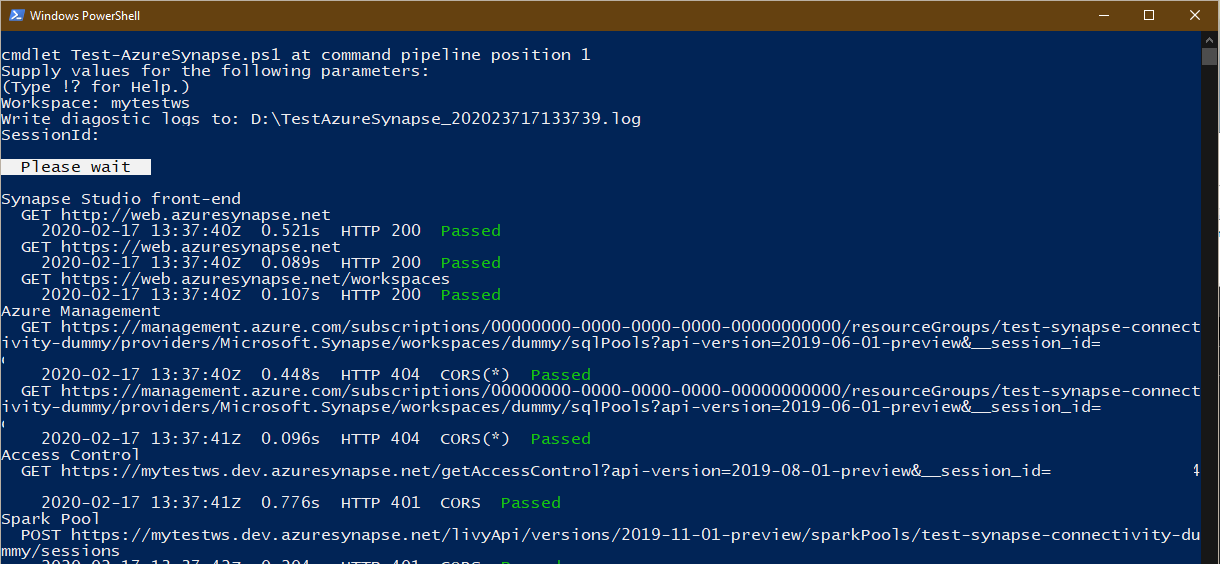 Windows PowerShell
cmdlet Test-AzureSynapse.ps1 at command pipeline position 1
Supply values for the following parameters:
(Type !? for Help.)
Workspace: mytestws
Write diagnostic logs to: D:\TestAzureSynapse_202023717133739.log
SessionId:
Please wait
Synapse Studio front-end
GET http://web.azuresynapse.net
2020-02-17 13:37:40Z 0.521s HTTP 200 Passed
GET https://web.azuresynapse.net
2020-02-17 13:37:40Z 0.089s HTTP 200 Passed
GET https://web.azuresynapse.net/workspaces
2020-02-17 13:37:40Z 0.107s HTTP 200 Passed
Azure Management
GET https://management.azure.com/subscriptions/00000000-0000-0000-0000-00000000000/resourceGroups/test-synapse-connect
ivity-dummy/providers/Microsoft.Synapse/workspaces/dummy/sqlPools?api-version=2019-06-01-preview&__session_id=
2020-02-17 13:37:40Z 0.448s HTTP 404 CORS(*) Passed
GET https://management.azure.com/subscriptions/00000000-0000-0000-0000-00000000000/resourceGroups/test-synapse-connect
ivity-dummy/providers/Microsoft.Synapse/workspaces/dummy/sqlPools?api-version=2019-06-01-preview&__session_id=
2020-02-17 13:37:41Z 0.096s HTTP 404 CORS(*) Passed
Access Control
GET https://mytestws.dev.azuresynapse.net/getAccessControl?api-version=2019-08-01-preview&__session_id= 4
2020-02-17 13:37:41Z 0.776s HTTP 401 CORS Passed
Spark Pool
POST https://mytestws.dev.azuresynapse.net/livyApi/versions/2019-11-01-preview/sparkPools/test-synapse-connectivity-du
mmy/sessions